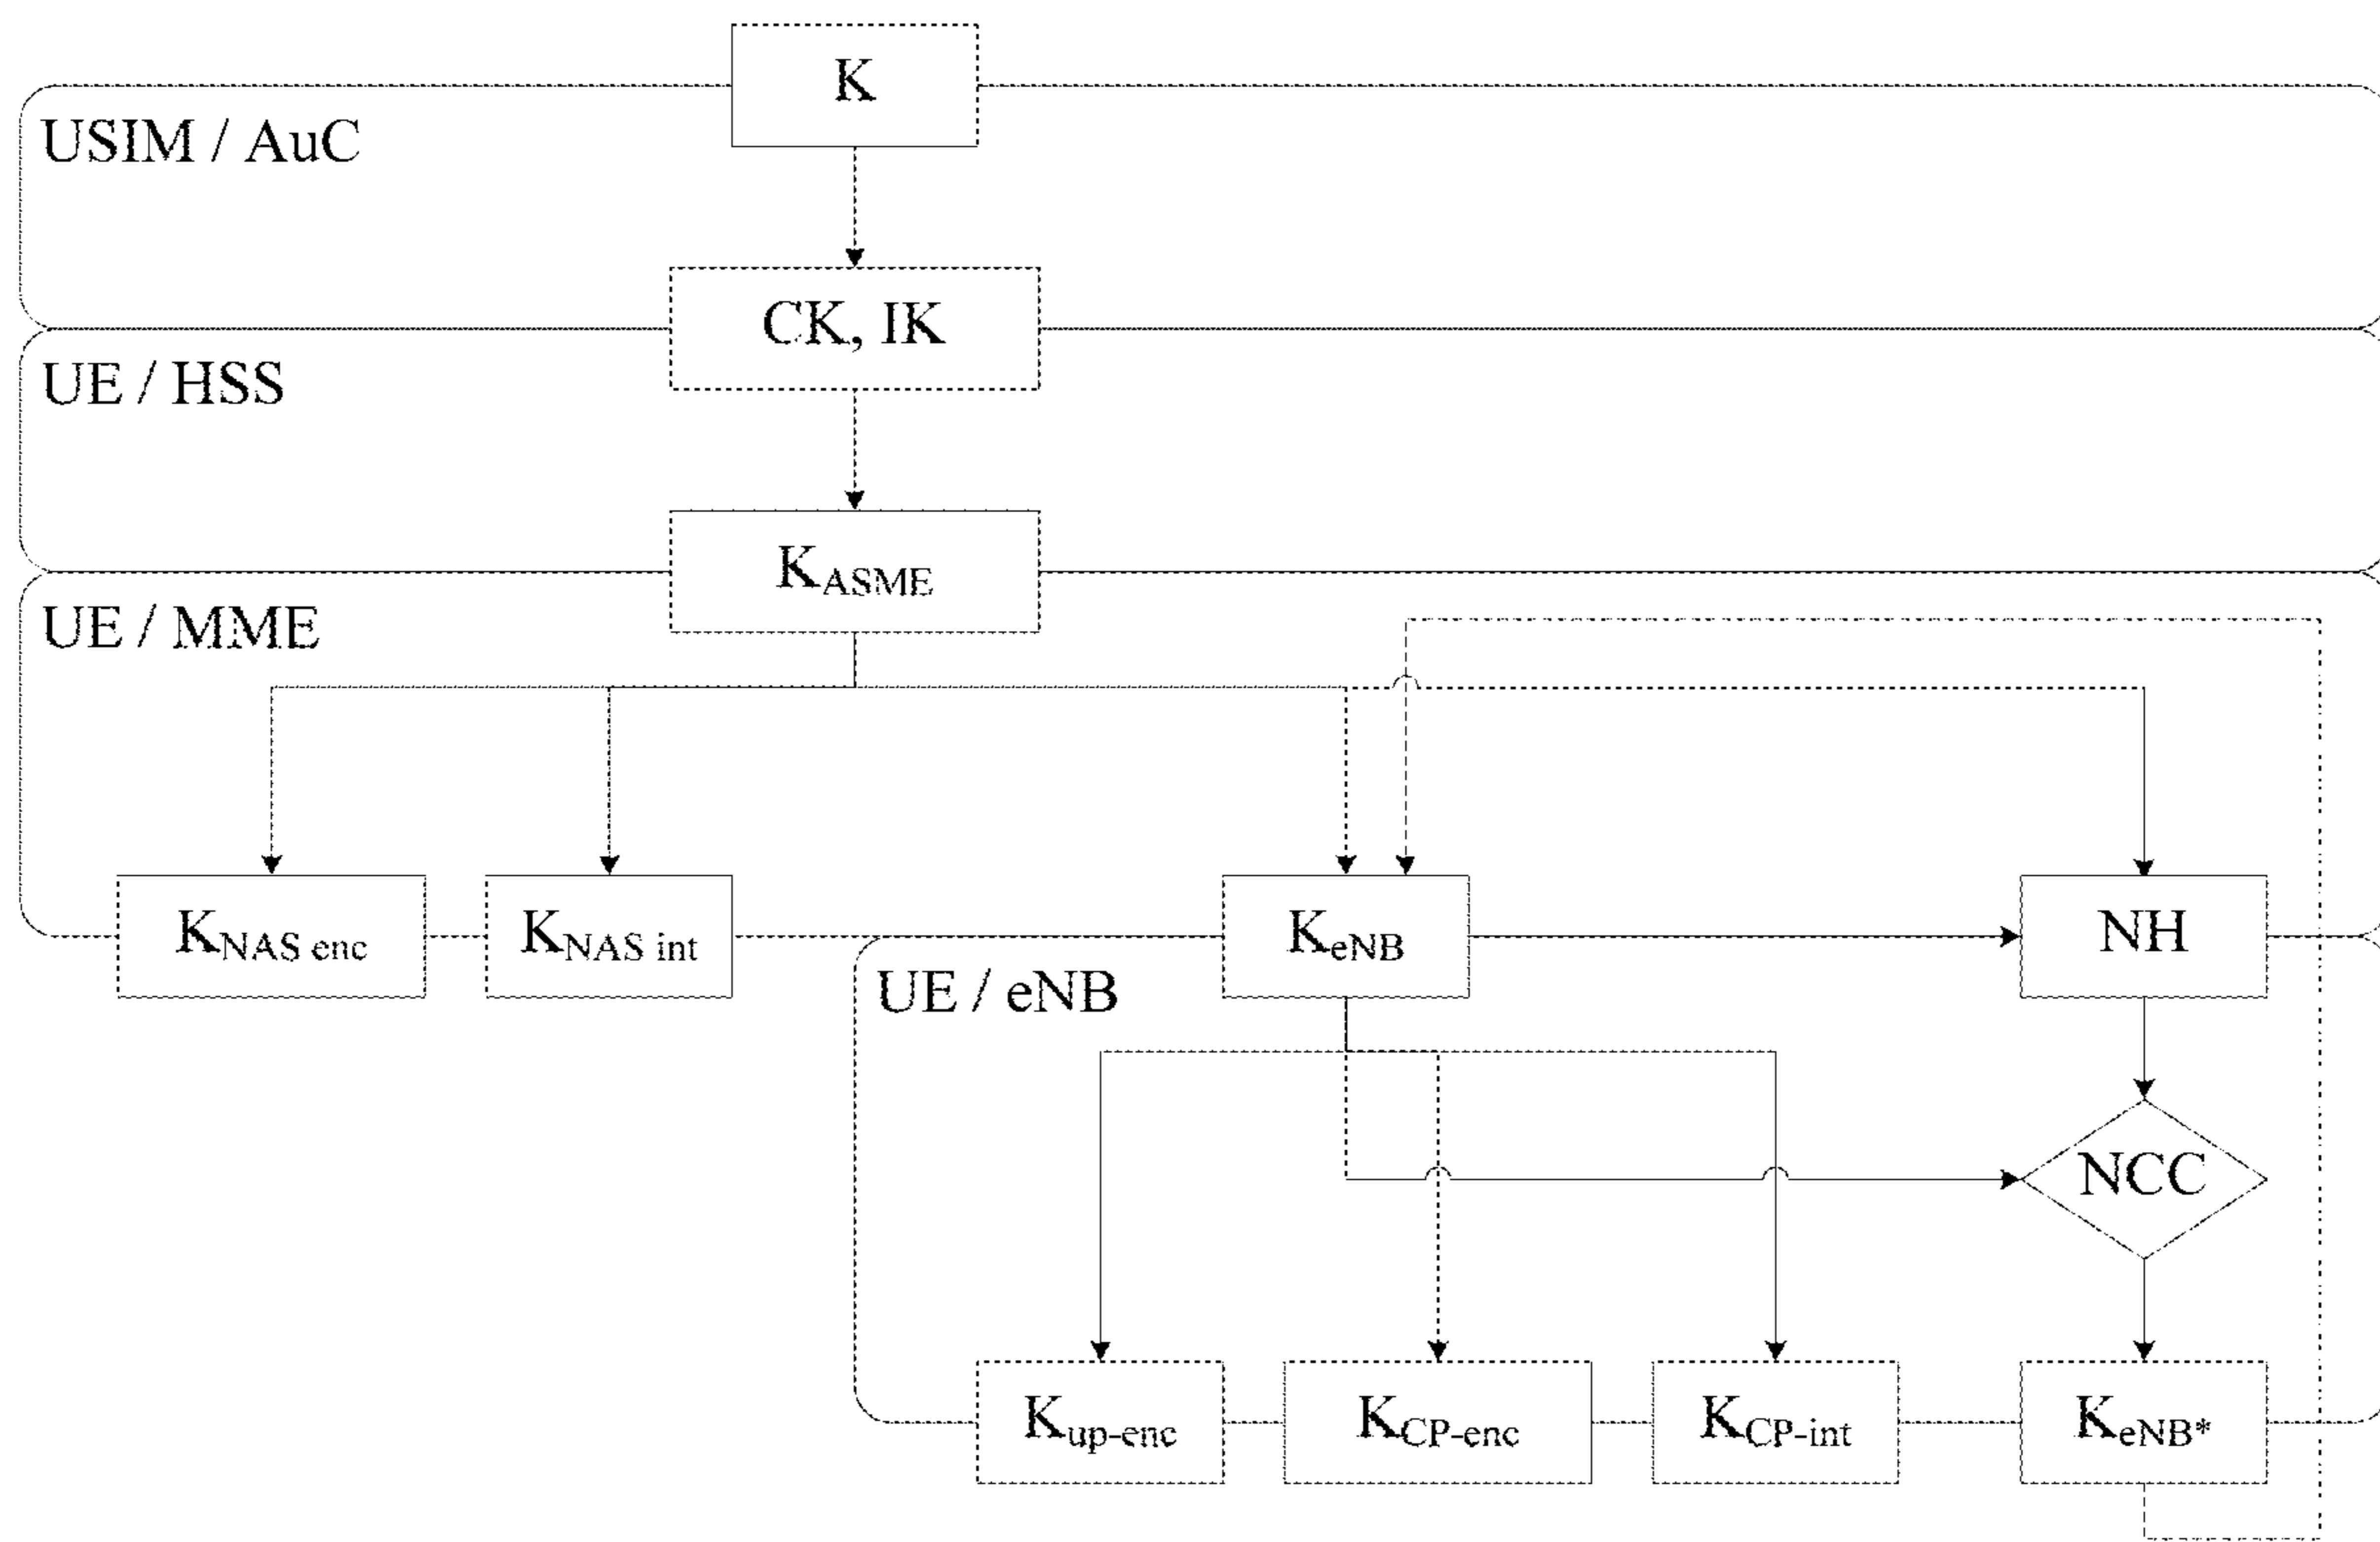 K
USIM / AuC
CK, IK
UE / HSS
KASME
UE / MME
KNAS enc
KNAS int
KeNB
NH
UE / eNB
NCC
Kup-enc
KCP-enc
KCP-int
KeNB*